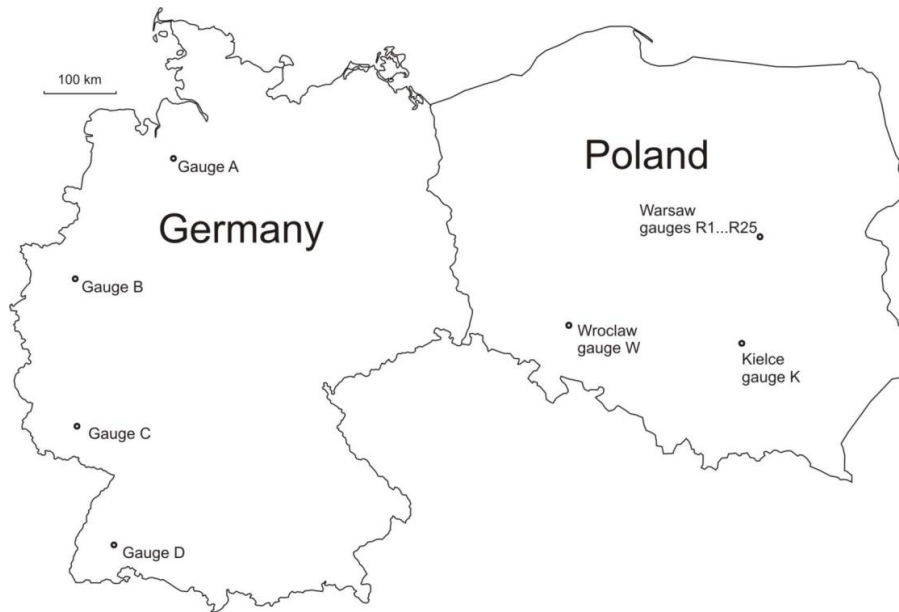 100 km
Gauge A
Poland
Warsaw
gauges R1...R25
Germany
Gauge B
Wroclaw
gauge W
Kielce
gauge K
Gauge C
Gauge D